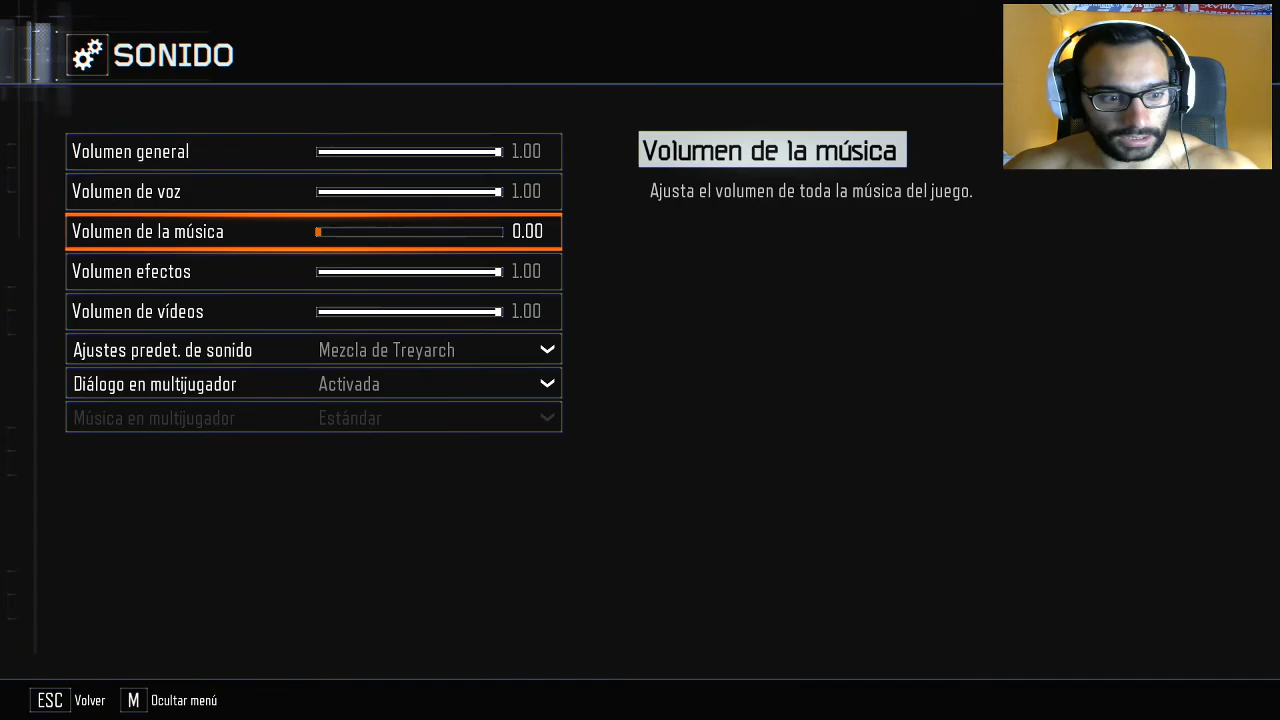 SONIDO
Sevilla
Volumen general 1.00
Volumen de voz 1.00
Volumen de la música 0.00
Volumen efectos 1.00
Volumen de vídeos 1.00
Ajustes predet. de sonido Mezcla de Treyarch
Diálogo en multijugador Activada
Música en multijugador Estándar
Volumen de la música
Ajusta el volumen de toda la música del juego.
ESC Volver M Ocultar menú